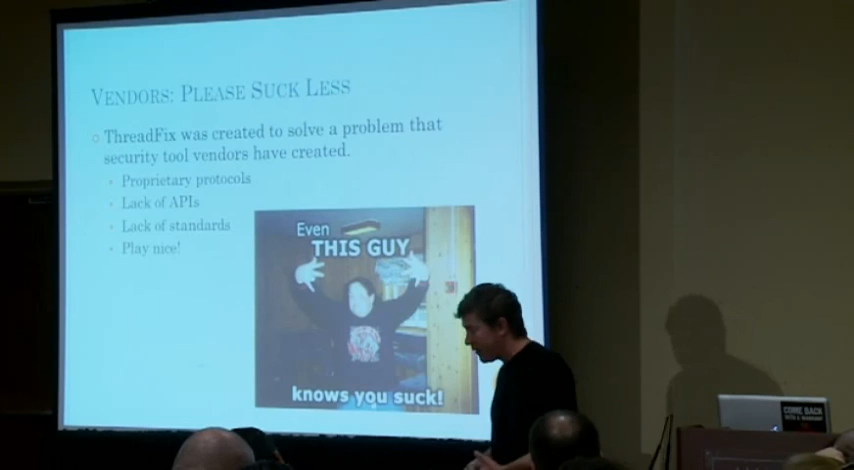 VENDORS: PLEASE SUCK LESS
ThreadFix was created to solve a problem that
security tool vendors have created.
Proprietary protocols
Lack of APIs
Lack of standards
Play nice!
Even
THIS GUY
knows you suck!
COME BACK
WITH A WARRANT